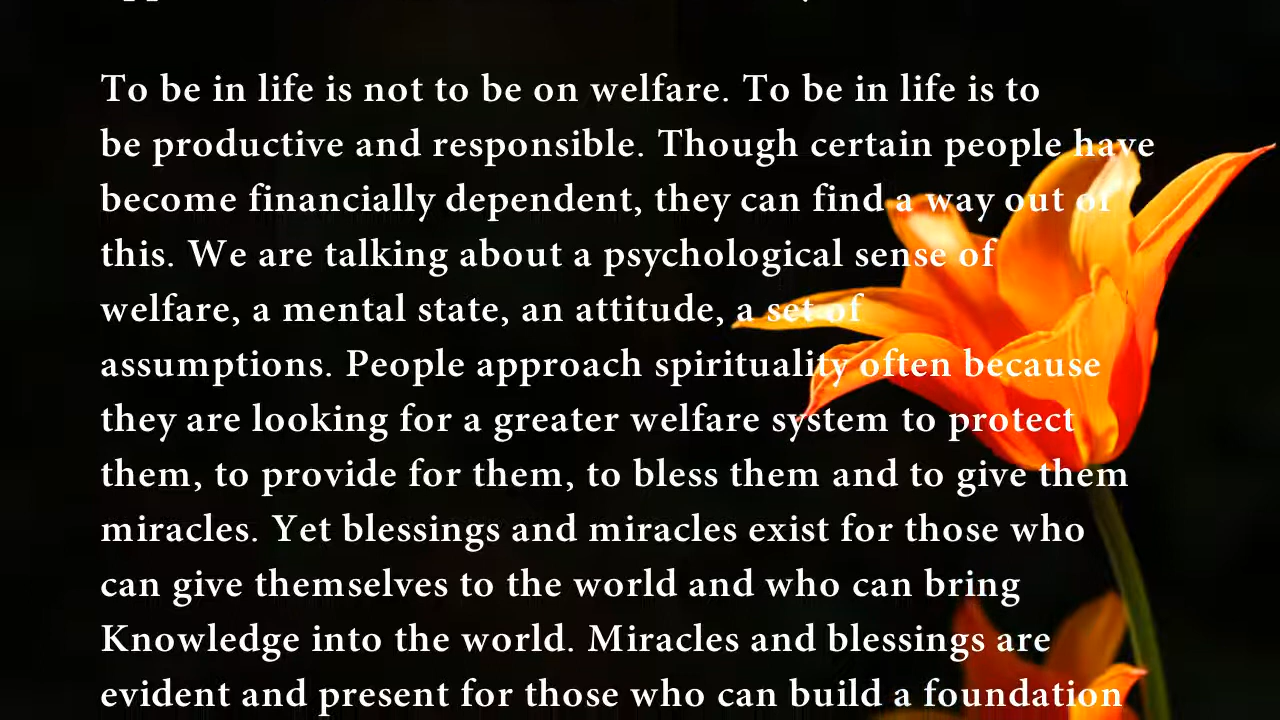 To be in life is not to be on welfare. To be in life is to
be productive and responsible. Though certain people have
become financially dependent, they can find a way out of
this. We are talking about a psychological sense of
welfare, a mental state, an attitude, a set of
assumptions. People approach spirituality often because
they are looking for a greater welfare system to protect
them, to provide for them, to bless them and to give them
miracles. Yet blessings and miracles exist for those who
can give themselves to the world and who can bring
Knowledge into the world. Miracles and blessings are
evident and present for those who can build a foundation